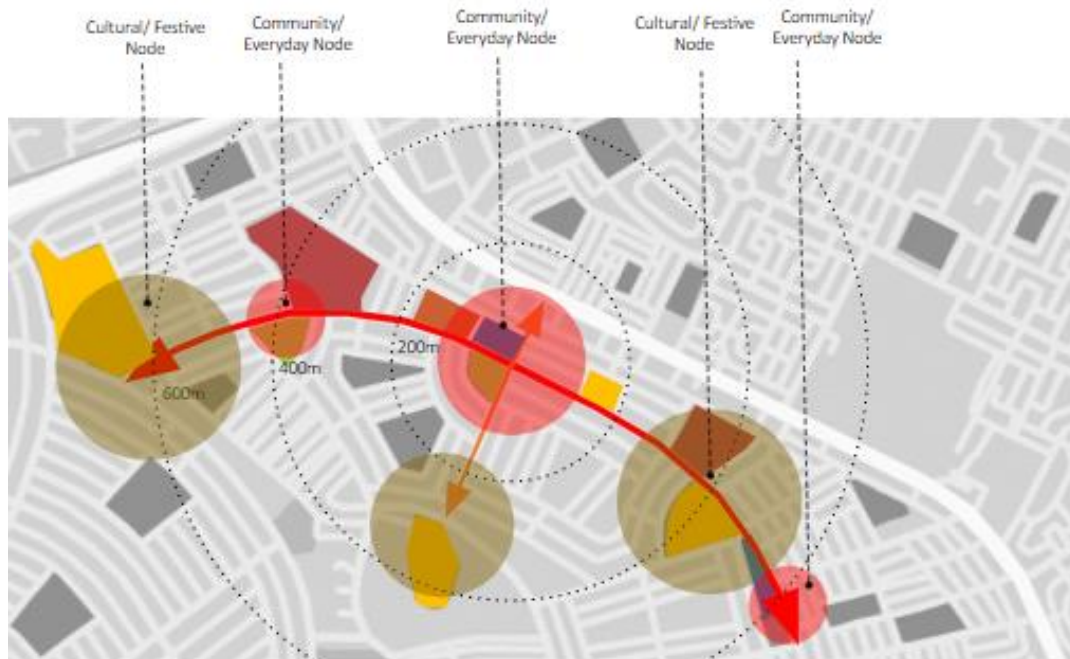 Cultural/ Festive
Node
Community/
Everyday Node
Community/
Everyday Node
Cultural/ Festive
Node
Community/
Everyday Node
200m
400m
600m